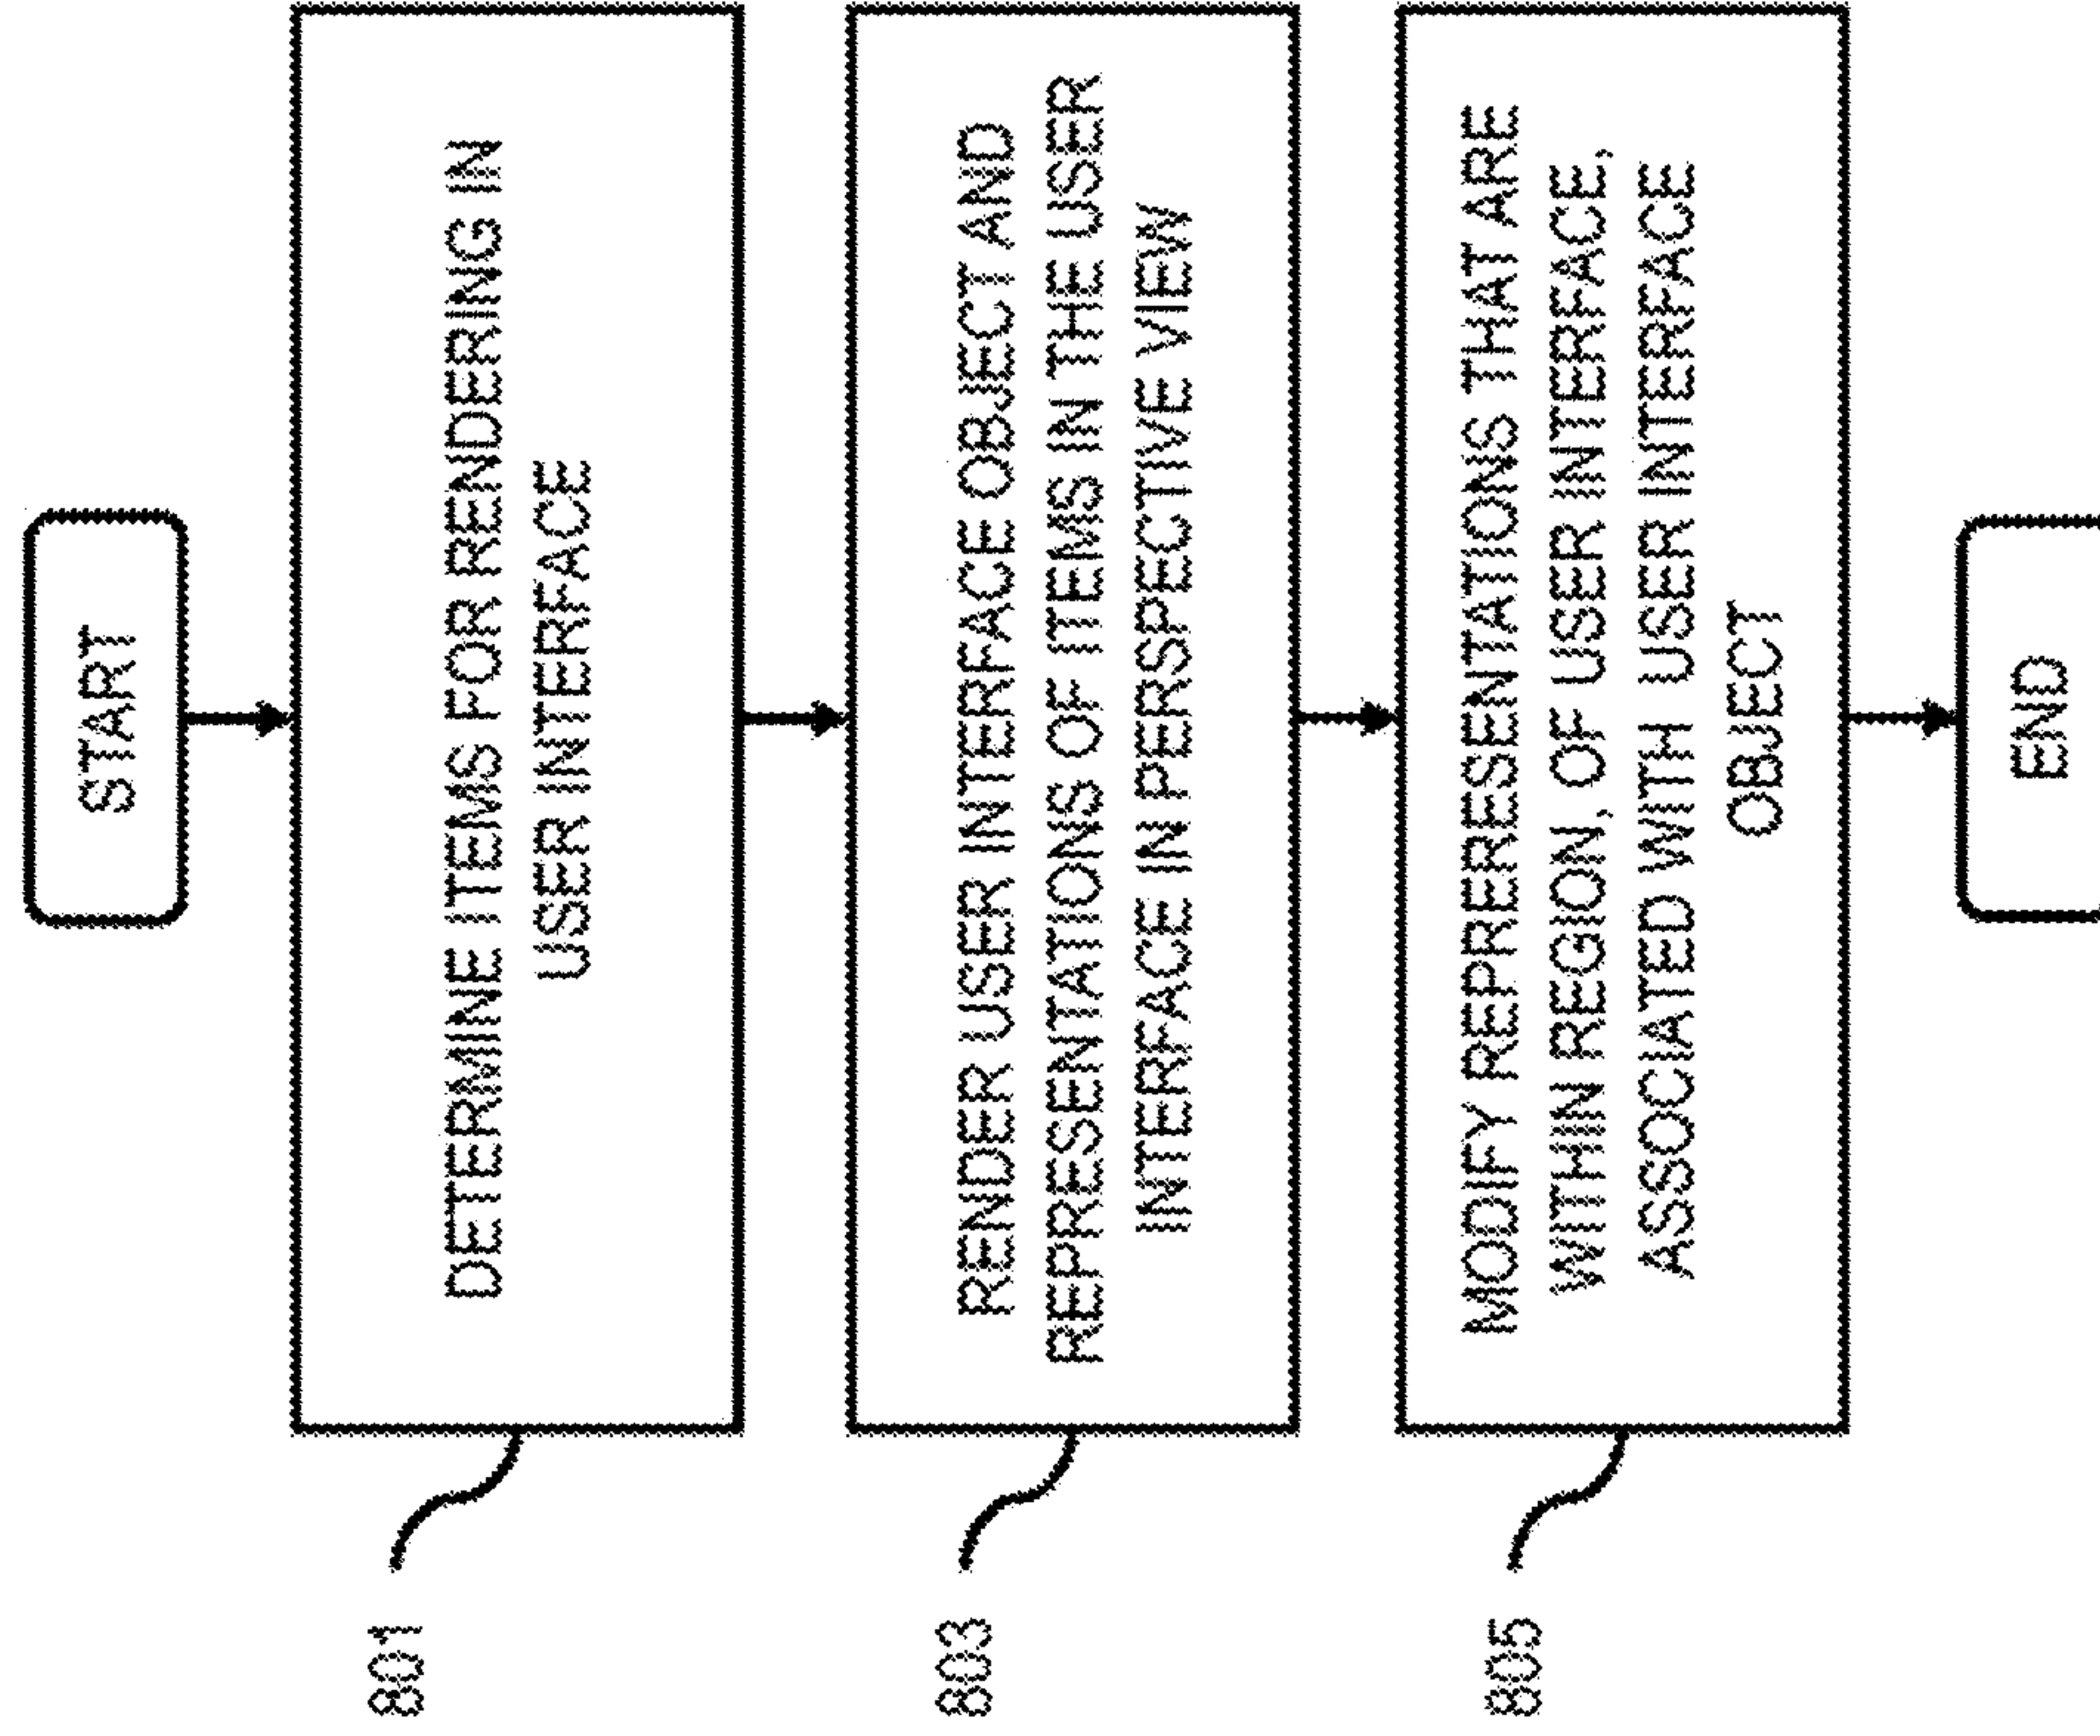 START
DETERMINE ITEMS FOR RENDERING IN
USER INTERFACE
801
RENDER USER INTERFACE OBJECT AND
REPRESENTATIONS OF ITEMS IN THE USER
INTERFACE IN PERSPECTIVE VIEW
803
MODIFY REPRERESENTATIONS THAT ARE
WITHIN REGION, OF USER INTERFACE,
ASSOCIATED WITH USER INTERFACE
OBJECT
805
END